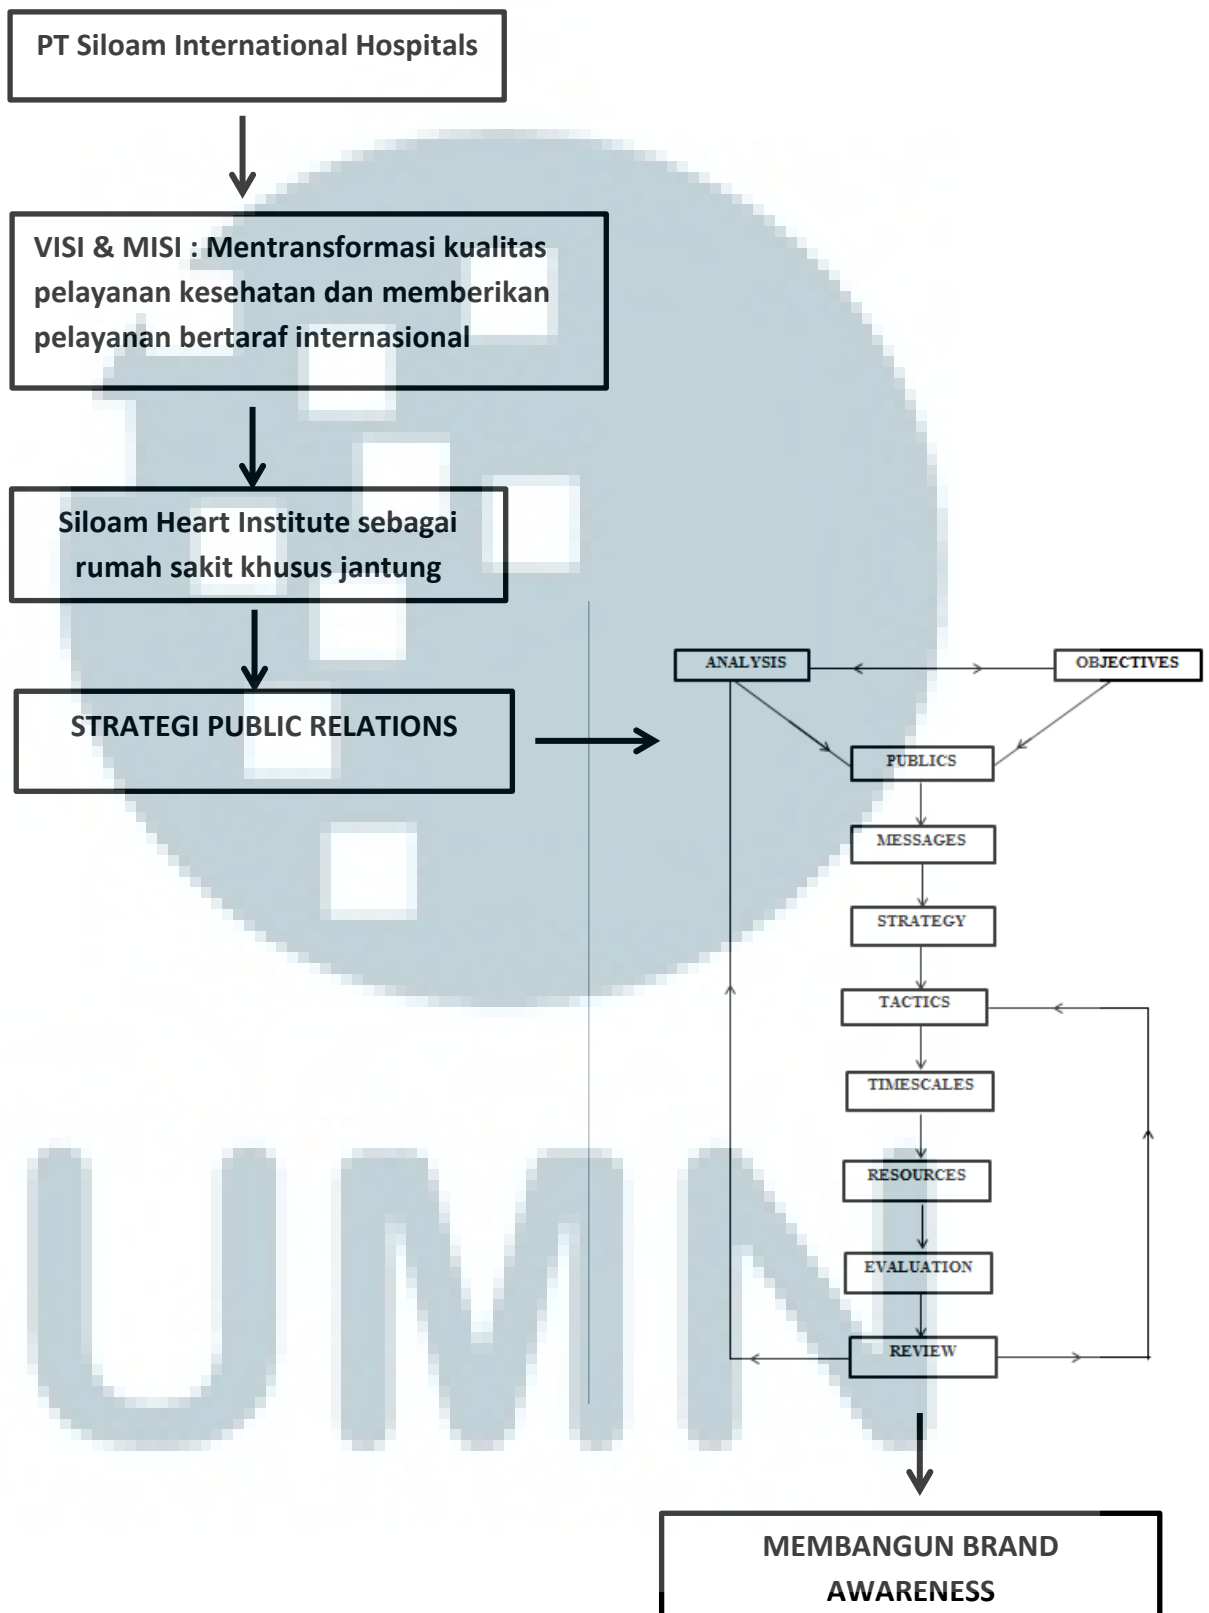 PT Siloam International Hospitals
VISI & MISI : Mentransformasi kualitas
pelayanan kesehatan dan memberikan
pelayanan bertaraf internasional
Siloam Heart Institute sebagai
rumah sakit khusus jantung
STRATEGI PUBLIC RELATIONS
ANALYSIS
OBJECTIVES
PUBLICS
MESSAGES
STRATEGY
TACTICS
TIMESCALES
RESOURCES
EVALUATION
REVIEW
MEMBANGUN BRAND
AWARENESS
UMN